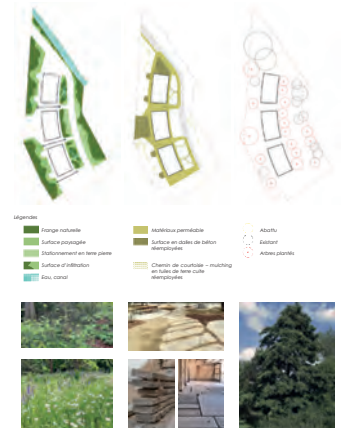 Légendes
Frange naturelle
Surface paysagée
Stationnement en terre pierre
Surface d'infiltration
Eau, canal
Matériaux perméable
Surface en dalles de béton
réemployées
Chemin de courtoisie – mulching
en tuiles de terre cuite
réemployées
Abattu
Existant
Arbres plantés